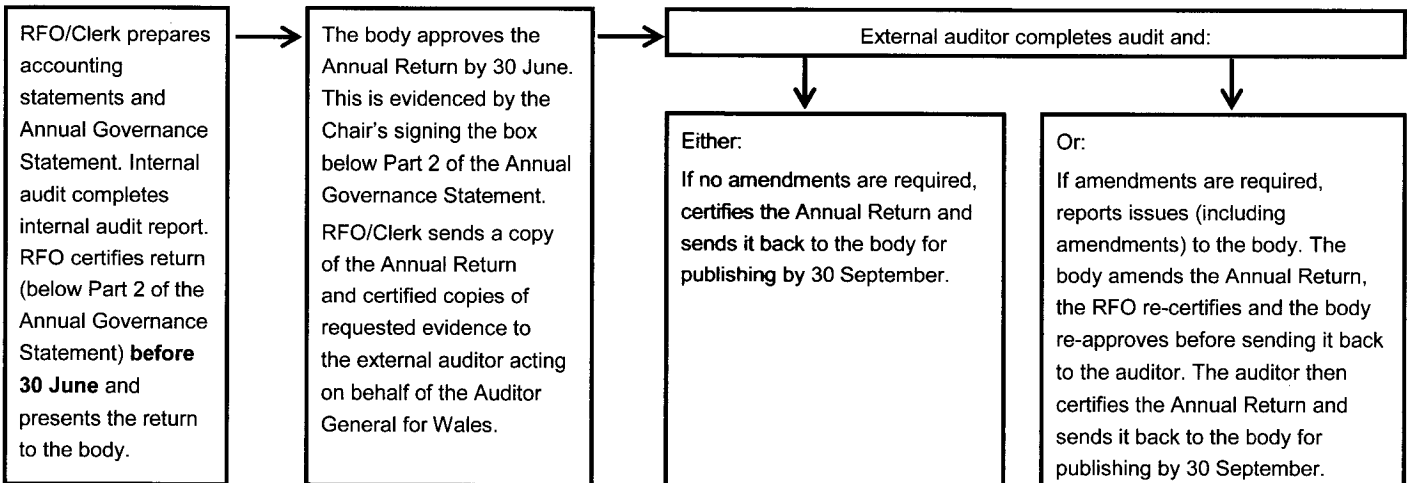 RFO/Clerk prepares
accounting
statements and
Annual Governance
Statement. Internal
audit completes
internal audit report.
RFO certifies return
(below Part 2 of the
Annual Governance
Statement) before
30 June and
presents the return
to the body.
The body approves the
Annual Return by 30 June.
This is evidenced by the
Chair's signing the box
below Part 2 of the Annual
Governance Statement.
RFO/Clerk sends a copy
of the Annual Return
and certified copies of
requested evidence to
the external auditor acting
on behalf of the Auditor
General for Wales.
External auditor completes audit and:
Either:
If no amendments are required,
certifies the Annual Return and
sends it back to the body for
publishing by 30 September.
Or:
If amendments are required,
reports issues (including
amendments) to the body. The
body amends the Annual Return,
the RFO re-certifies and the body
re-approves before sending it back
to the auditor. The auditor then
certifies the Annual Return and
sends it back to the body for
publishing by 30 September.